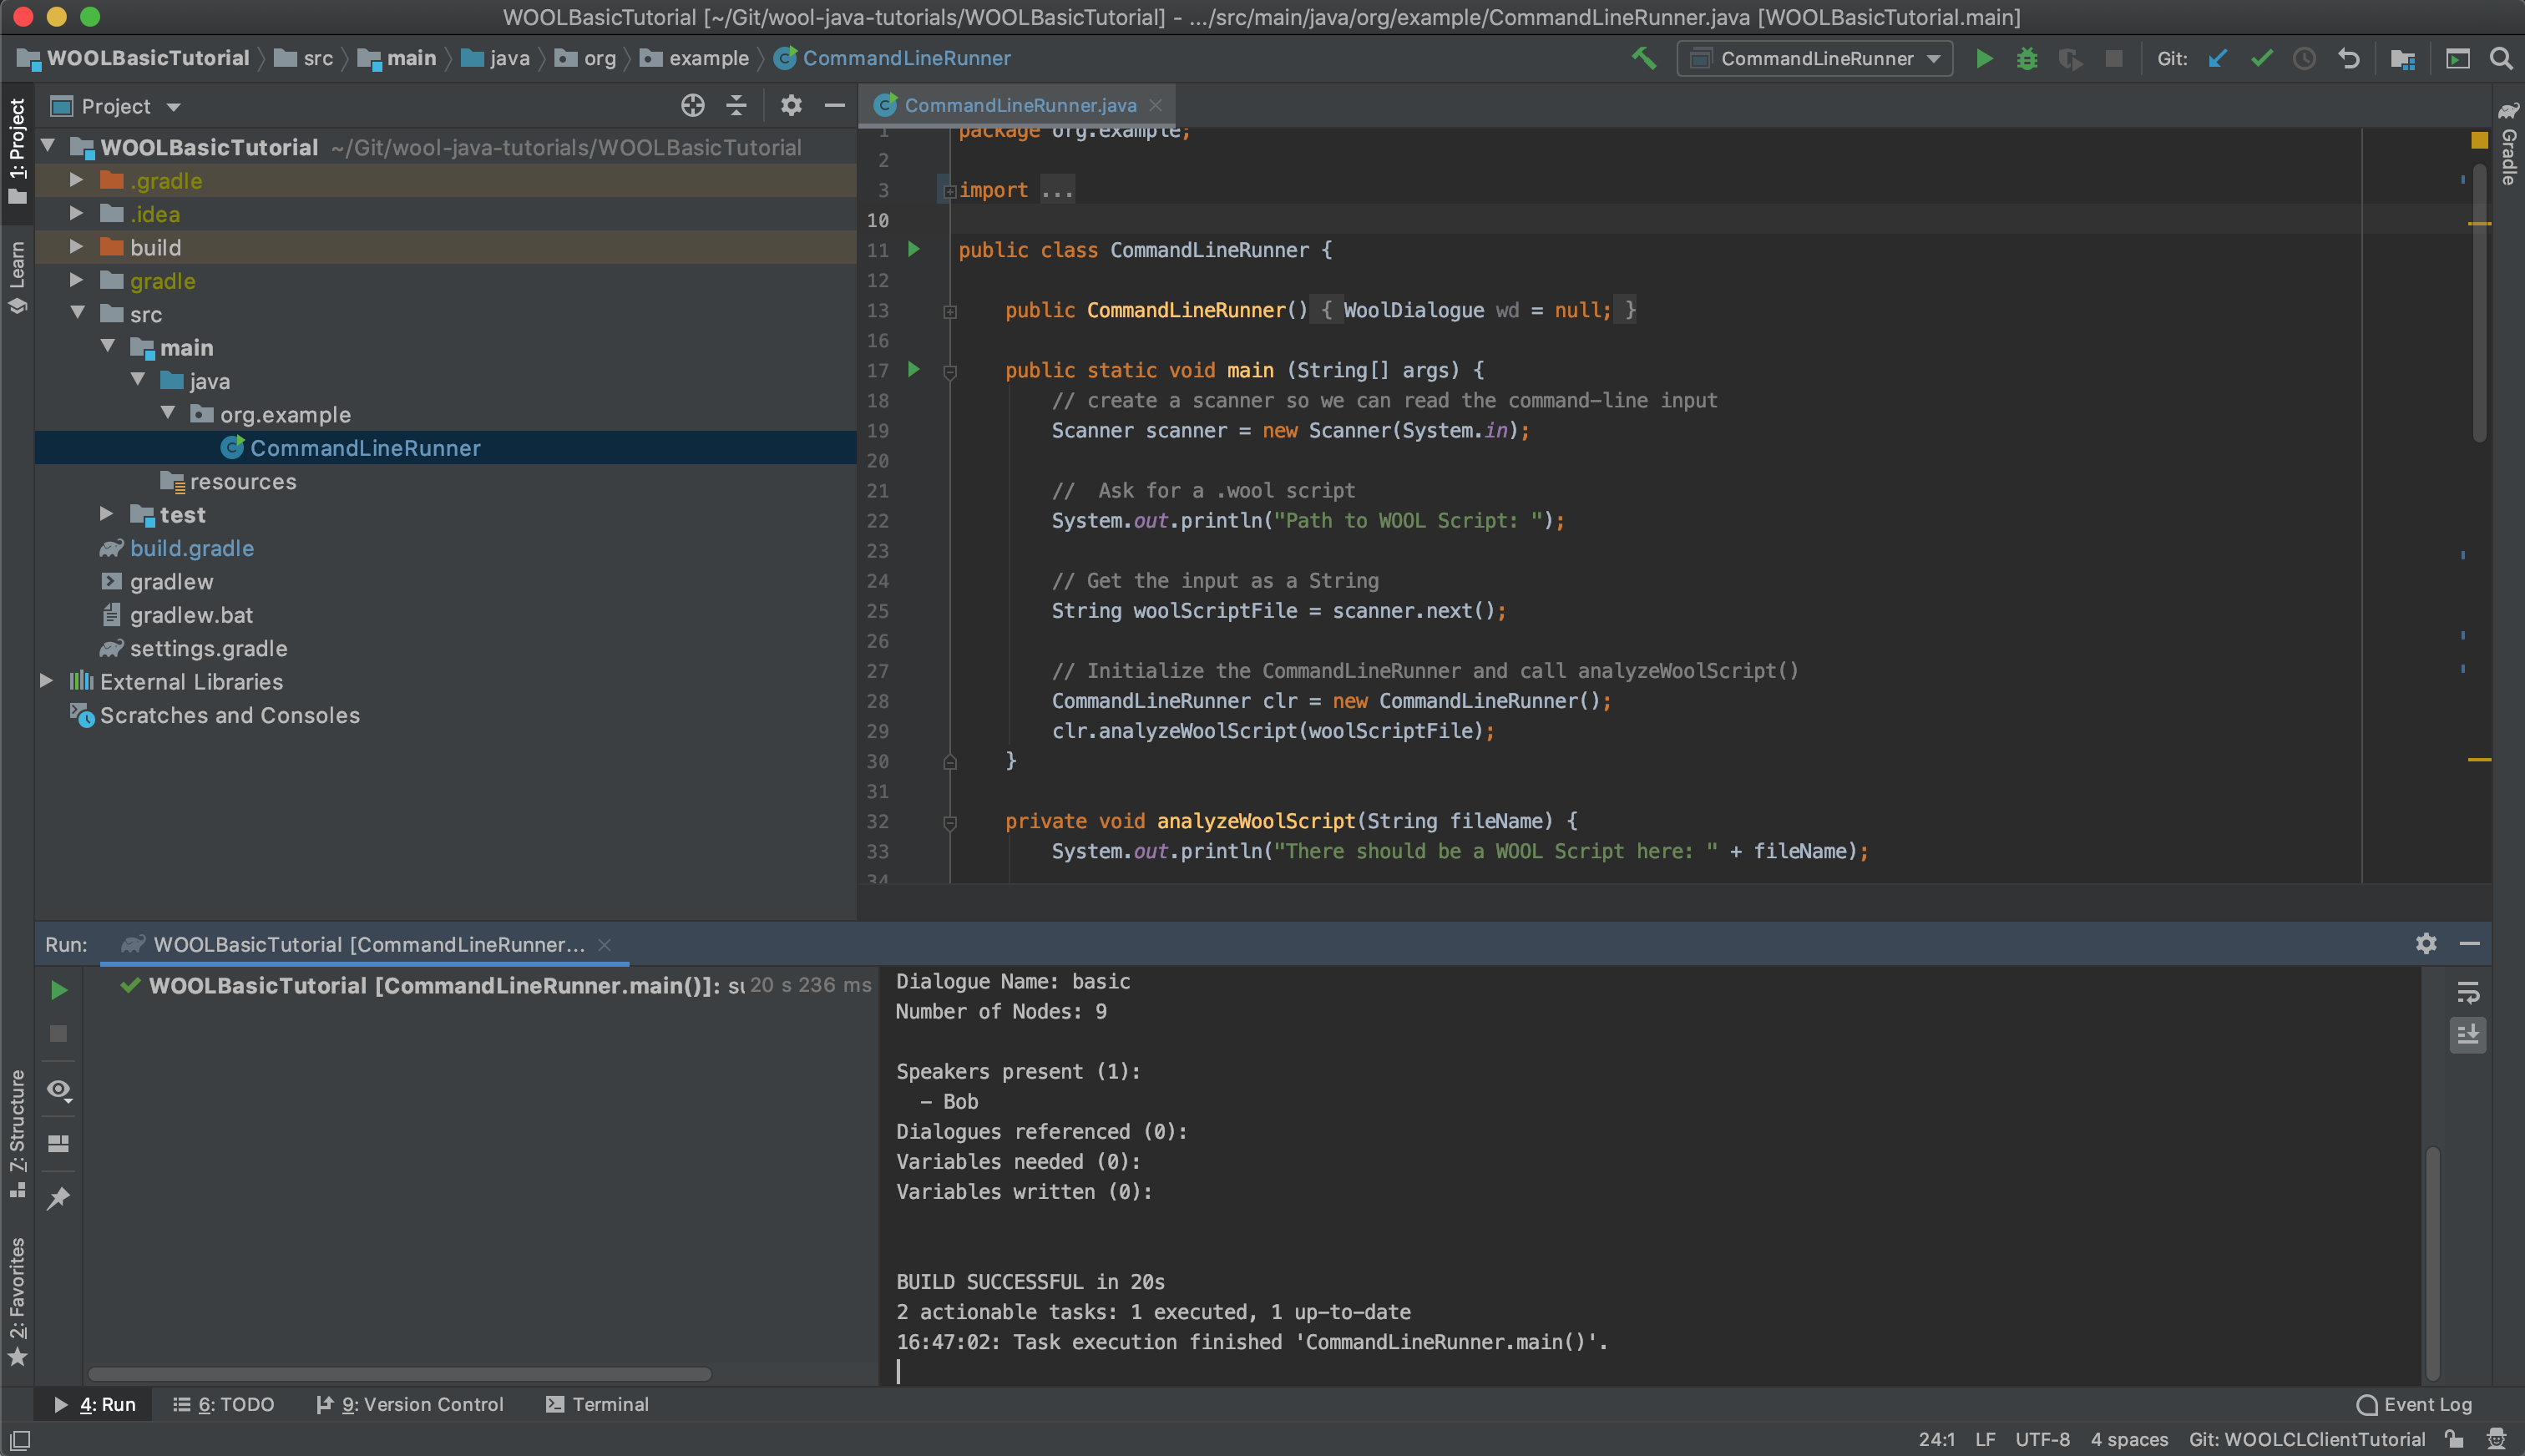 WOOLBasicTutorial [~/Git/wool-java-tutorials/WOOLBasicTutorial] - .../src/main/java/org/example/CommandLineRunner.java [WOOLBasicTutorial.main]
WOOLBasicTutorial src main java org example CommandLineRunner CommandLineRunner Git:
1: Project
Learn
7: Structure
2: Favorites
Project
WOOLBasicTutorial ~/Git/wool-java-tutorials/WOOLBasicTutorial
.gradle
.idea
build
gradle
src
main
java
org.example
CommandLineRunner
resources
test
build.gradle
gradlew
gradlew.bat
settings.gradle
External Libraries
Scratches and Consoles
CommandLineRunner.java
1 package org.example;
2
3 import ...
10
11 public class CommandLineRunner {
12
13 public CommandLineRunner() { WoolDialogue wd = null; }
16
17 public static void main (String[] args) {
18 // create a scanner so we can read the command-line input
19 Scanner scanner = new Scanner(System.in);
20
21 //  Ask for a .wool script
22 System.out.println("Path to WOOL Script: ");
23
24 // Get the input as a String
25 String woolScriptFile = scanner.next();
26
27 // Initialize the CommandLineRunner and call analyzeWoolScript()
28 CommandLineRunner clr = new CommandLineRunner();
29 clr.analyzeWoolScript(woolScriptFile);
30 }
31
32 private void analyzeWoolScript(String fileName) {
33 System.out.println("There should be a WOOL Script here: " + fileName);
34
Gradle
Run: WOOLBasicTutorial [CommandLineRunner...
WOOLBasicTutorial [CommandLineRunner.main()]: su 20 s 236 ms
Dialogue Name: basic
Number of Nodes: 9
Speakers present (1):
- Bob
Dialogues referenced (0):
Variables needed (0):
Variables written (0):
BUILD SUCCESSFUL in 20s
2 actionable tasks: 1 executed, 1 up-to-date
16:47:02: Task execution finished 'CommandLineRunner.main()'.
4: Run 6: TODO 9: Version Control Terminal Event Log
24:1 LF UTF-8 4 spaces Git: WOOLCLClientTutorial